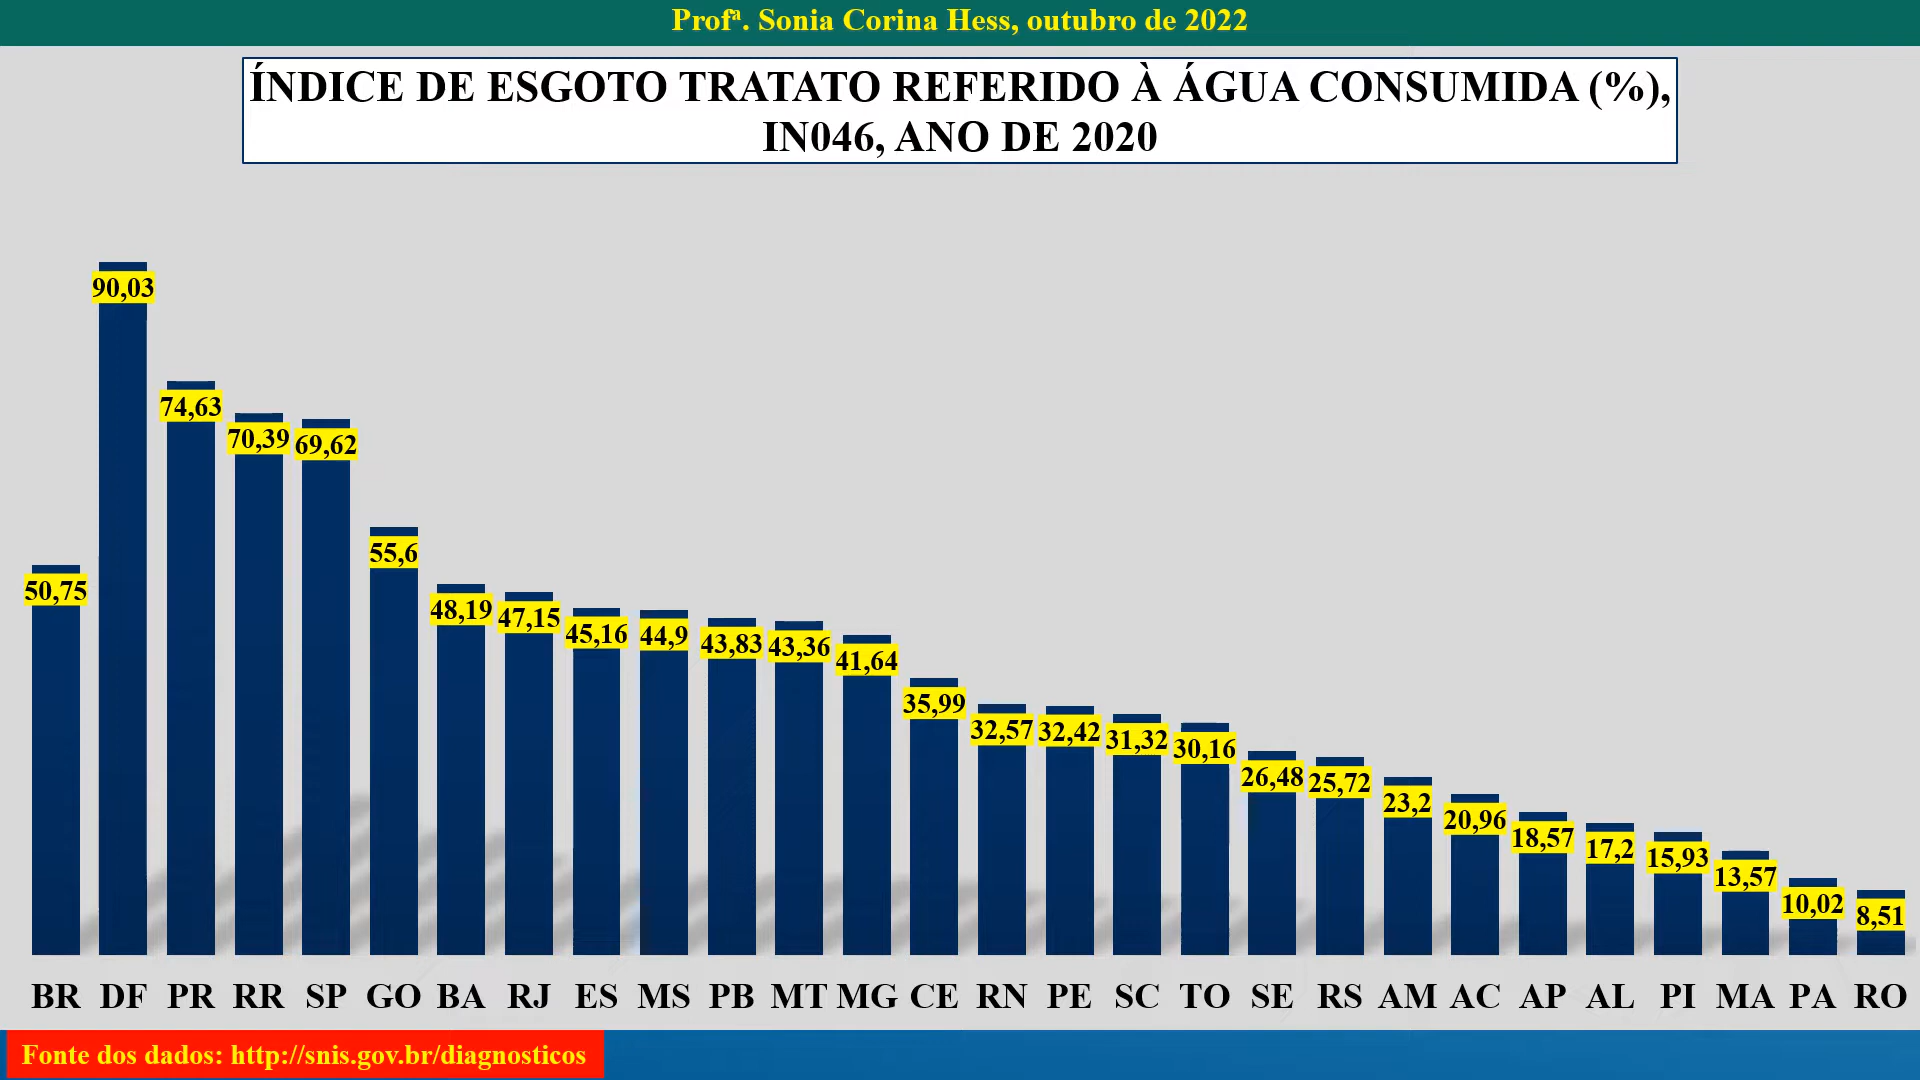 Profª. Sonia Corina Hess, outubro de 2022
ÍNDICE DE ESGOTO TRATATO REFERIDO À ÁGUA CONSUMIDA (%),
IN046, ANO DE 2020
50,75 90,03 74,63 70,39 69,62 55,6 48,19 47,15 45,16 44,9 43,83 43,36 41,64 35,99 32,57 32,42 31,32 30,16 26,48 25,72 23,2 20,96 18,57 17,2 15,93 13,57 10,02 8,51
BR DF PR RR SP GO BA RJ ES MS PB MT MG CE RN PE SC TO SE RS AM AC AP AL PI MA PA RO
Fonte dos dados: http://snis.gov.br/diagnosticos